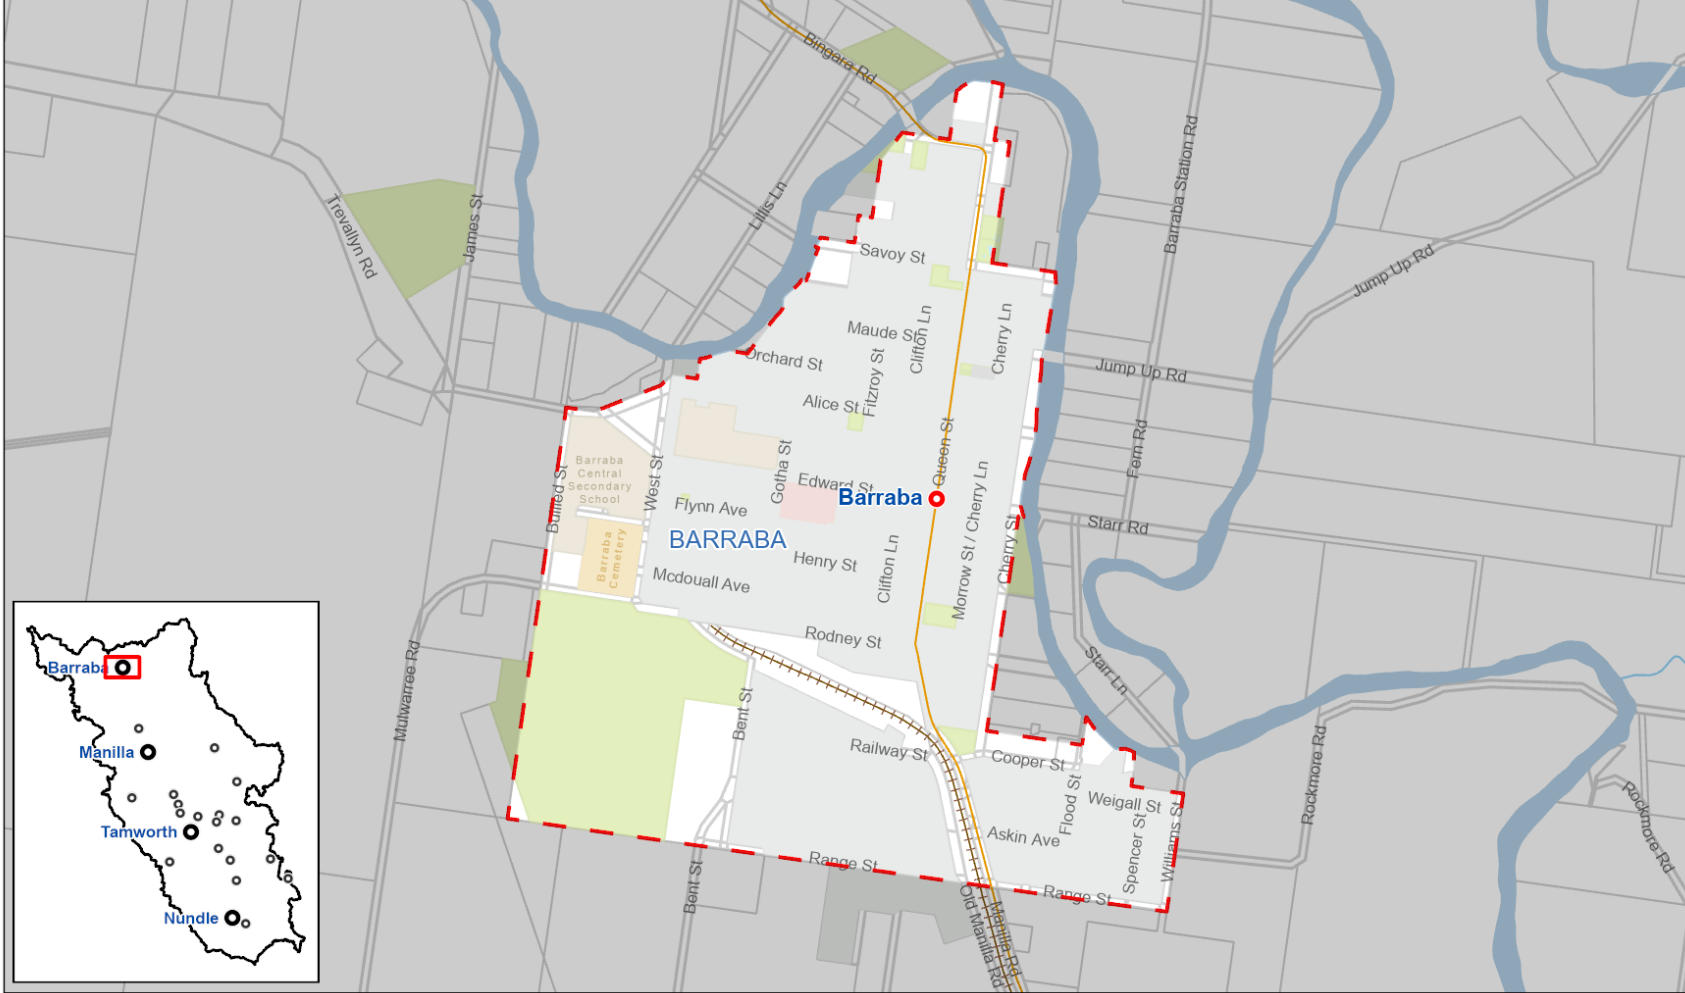 Bingara Rd
Barraba Station Rd
Trevallyn Rd
James St
Lillis Ln
Savoy St
Jump Up Rd
Maude St
Clifton Ln
Cherry Ln
Orchard St
Fitzroy St
Jump Up Rd
Alice St
Queen St
Fern Rd
Barraba
Central
Secondary
School
West St
Gotha St
Edward St
Barraba
Morrow St / Cherry Ln
Flynn Ave
Starr Rd
BARRABA
Cherry St
Barraba
Cemetery
Henry St
Clifton Ln
Mcdouall Ave
Rodney St
Mulwarree Rd
Starr Ln
Bent St
Railway St
Cooper St
Rockmore Rd
Flood St
Weigall St
Rockmore Rd
Askin Ave
Spencer St
Williams St
Range St
Bent St
Range St
Old Manilla Rd
Manilla Rd
Barraba
Manilla
Tamworth
Nundle